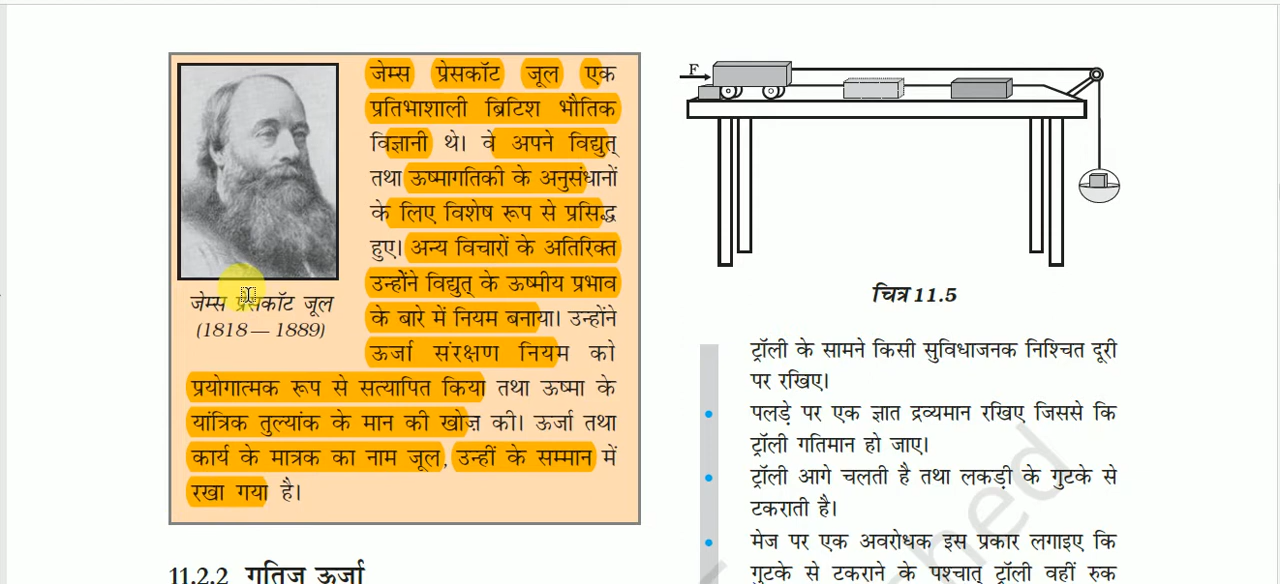 जेम्स प्रेसकॉट जूल एक
प्रतिभाशाली ब्रिटिश भौतिक
विज्ञानी थे। वे अपने विद्युत्
तथा ऊष्मागतिकी के अनुसंधानों
के लिए विशेष रूप से प्रसिद्ध
हुए। अन्य विचारों के अतिरिक्त
उन्होंने विद्युत् के ऊष्मीय प्रभाव
के बारे में नियम बनाया। उन्होंने
ऊर्जा संरक्षण नियम को
प्रयोगात्मक रूप से सत्यापित किया तथा ऊष्मा के
यांत्रिक तुल्यांक के मान की खोज़ की। ऊर्जा तथा
कार्य के मात्रक का नाम जूल, उन्हीं के सम्मान में
रखा गया है।
जेम्स प्रेसकॉट जूल
(1818 — 1889)
11.2.2 गतिज ऊर्जा
F
चित्र 11.5
ट्रॉली के सामने किसी सुविधाजनक निश्चित दूरी
पर रखिए।
• पलड़े पर एक ज्ञात द्रव्यमान रखिए जिससे कि
ट्रॉली गतिमान हो जाए।
• ट्रॉली आगे चलती है तथा लकड़ी के गुटके से
टकराती है।
• मेज पर एक अवरोधक इस प्रकार लगाइए कि
गुटके से टकराने के पश्चात् ट्रॉली वहीं रुक